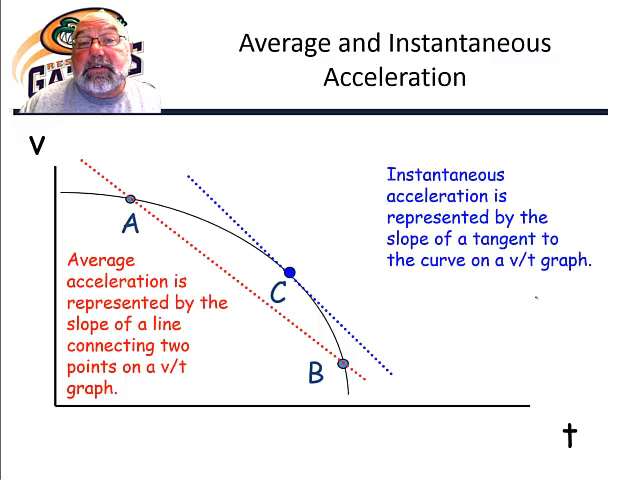 Average and Instantaneous
Acceleration
V
Instantaneous
acceleration is
represented by the
slope of a tangent to
the curve on a v/t graph.
A
Average
acceleration is
represented by the
slope of a line
connecting two
points on a v/t
graph.
C
B
t